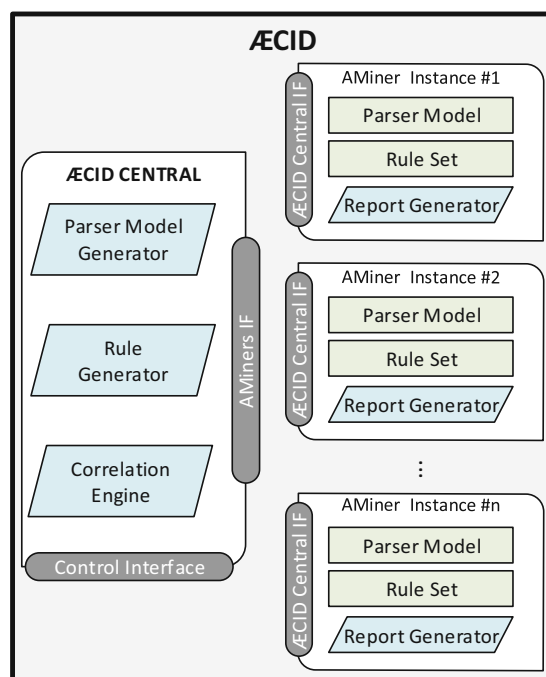 ÆCID
ÆCID CENTRAL
Parser Model
Generator
Rule
Generator
Correlation
Engine
Control Interface
AMiners IF
AMiner Instance #1
ÆCID Central IF
Parser Model
Rule Set
Report Generator
AMiner Instance #2
ÆCID Central IF
Parser Model
Rule Set
Report Generator
...
AMiner Instance #n
ÆCID Central IF
Parser Model
Rule Set
Report Generator